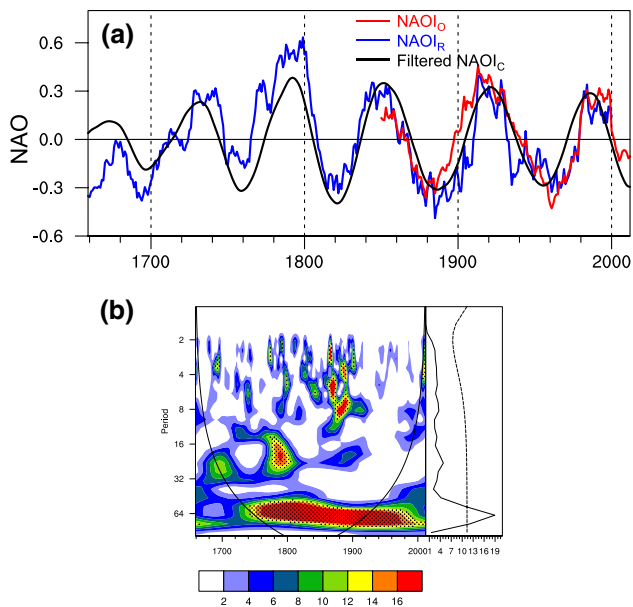 (a)
NAOI_O
NAOI_R
Filtered NAOI_C
NAO
0.6
0.3
0.0
-0.3
-0.6
1700 1800 1900 2000
(b)
Period
2
4
8
16
32
64
1700 1800 1900 2000
1 4 7 10 13 16 19
2 4 6 8 10 12 14 16